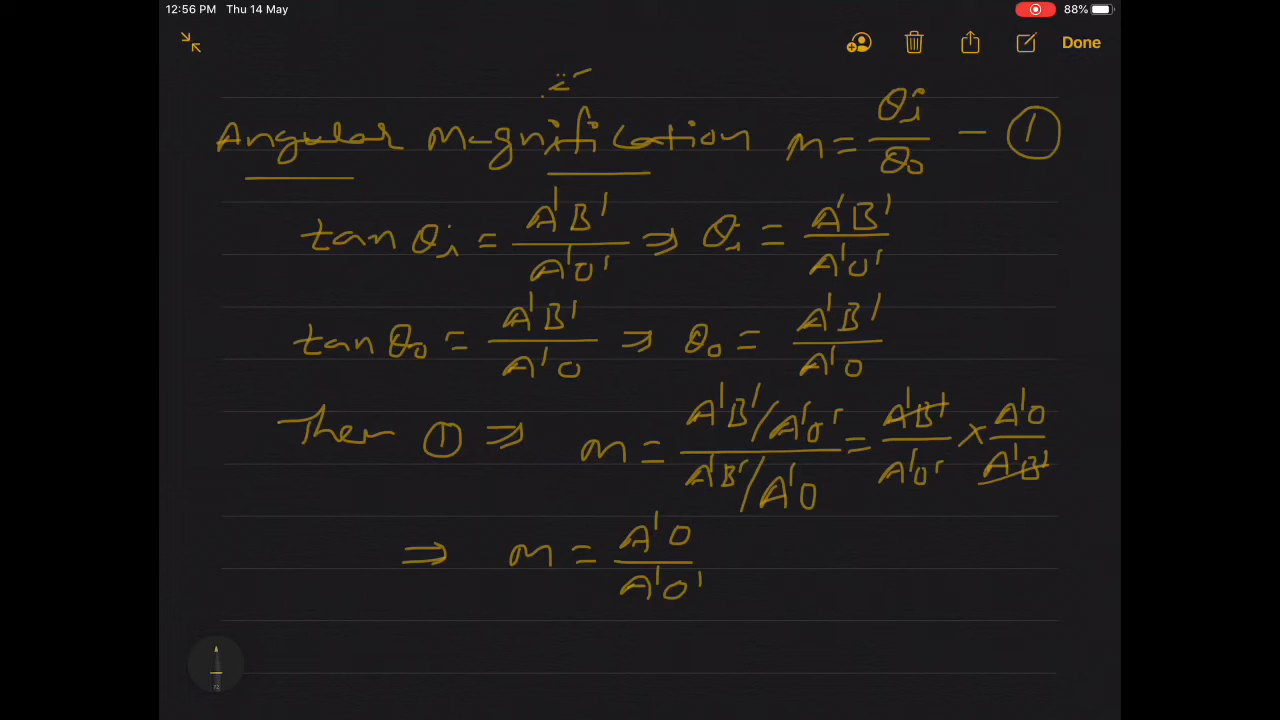 12:56 PM Thu 14 May 88%
Done
Angular Magnification m = θi/θo - ①
tan θi = A'B'/A'O' ⇒ θi = A'B'/A'O'
tan θo = A'B'/A'O ⇒ θo = A'B'/A'O
Then ① ⇒ m = (A'B'/A'O')/(A'B'/A'O) = A'B'/A'O' × A'O/A'B'
⇒ m = A'O/A'O'